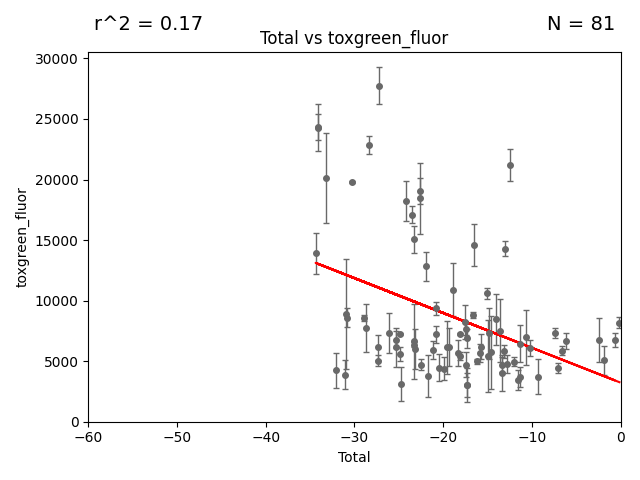 r^2 = 0.17
N = 81
Total vs toxgreen_fluor
30000
25000
20000
15000
10000
5000
0
toxgreen_fluor
−60
−50
−40
−30
−20
−10
0
Total